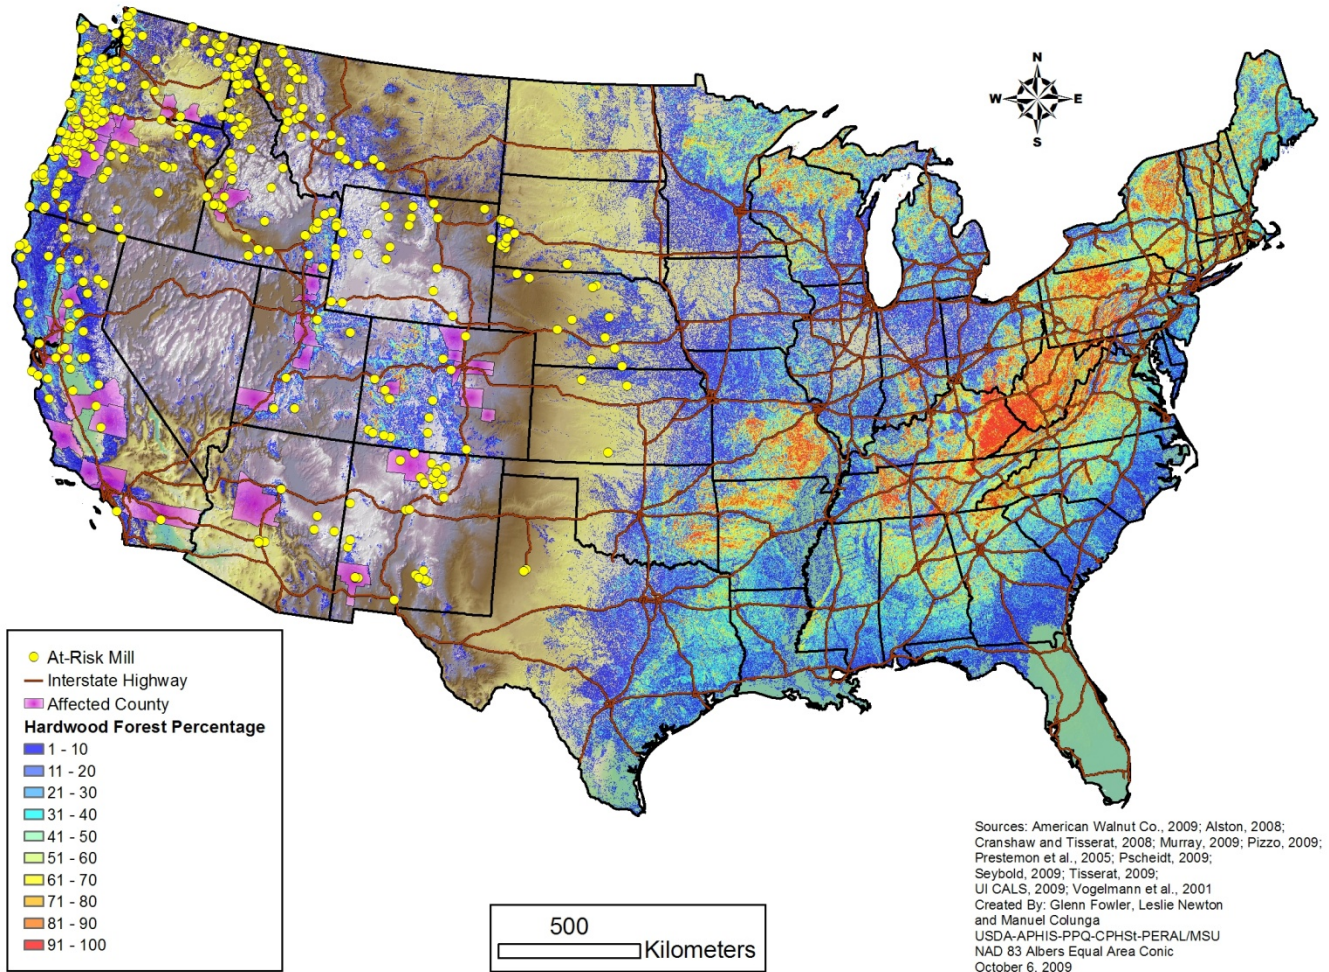 N
W E
S
At-Risk Mill
Interstate Highway
Affected County
Hardwood Forest Percentage
1 - 10
11 - 20
21 - 30
31 - 40
41 - 50
51 - 60
61 - 70
71 - 80
81 - 90
91 - 100
500
Kilometers
Sources: American Walnut Co., 2009; Alston, 2008;
Cranshaw and Tisserat, 2008; Murray, 2009; Pizzo, 2009;
Prestemon et al., 2005; Pscheidt, 2009;
Seybold, 2009; Tisserat, 2009;
UI CALS, 2009; Vogelmann et al., 2001
Created By: Glenn Fowler, Leslie Newton
and Manuel Colunga
USDA-APHIS-PPQ-CPHSt-PERAL/MSU
NAD 83 Albers Equal Area Conic
October 6, 2009